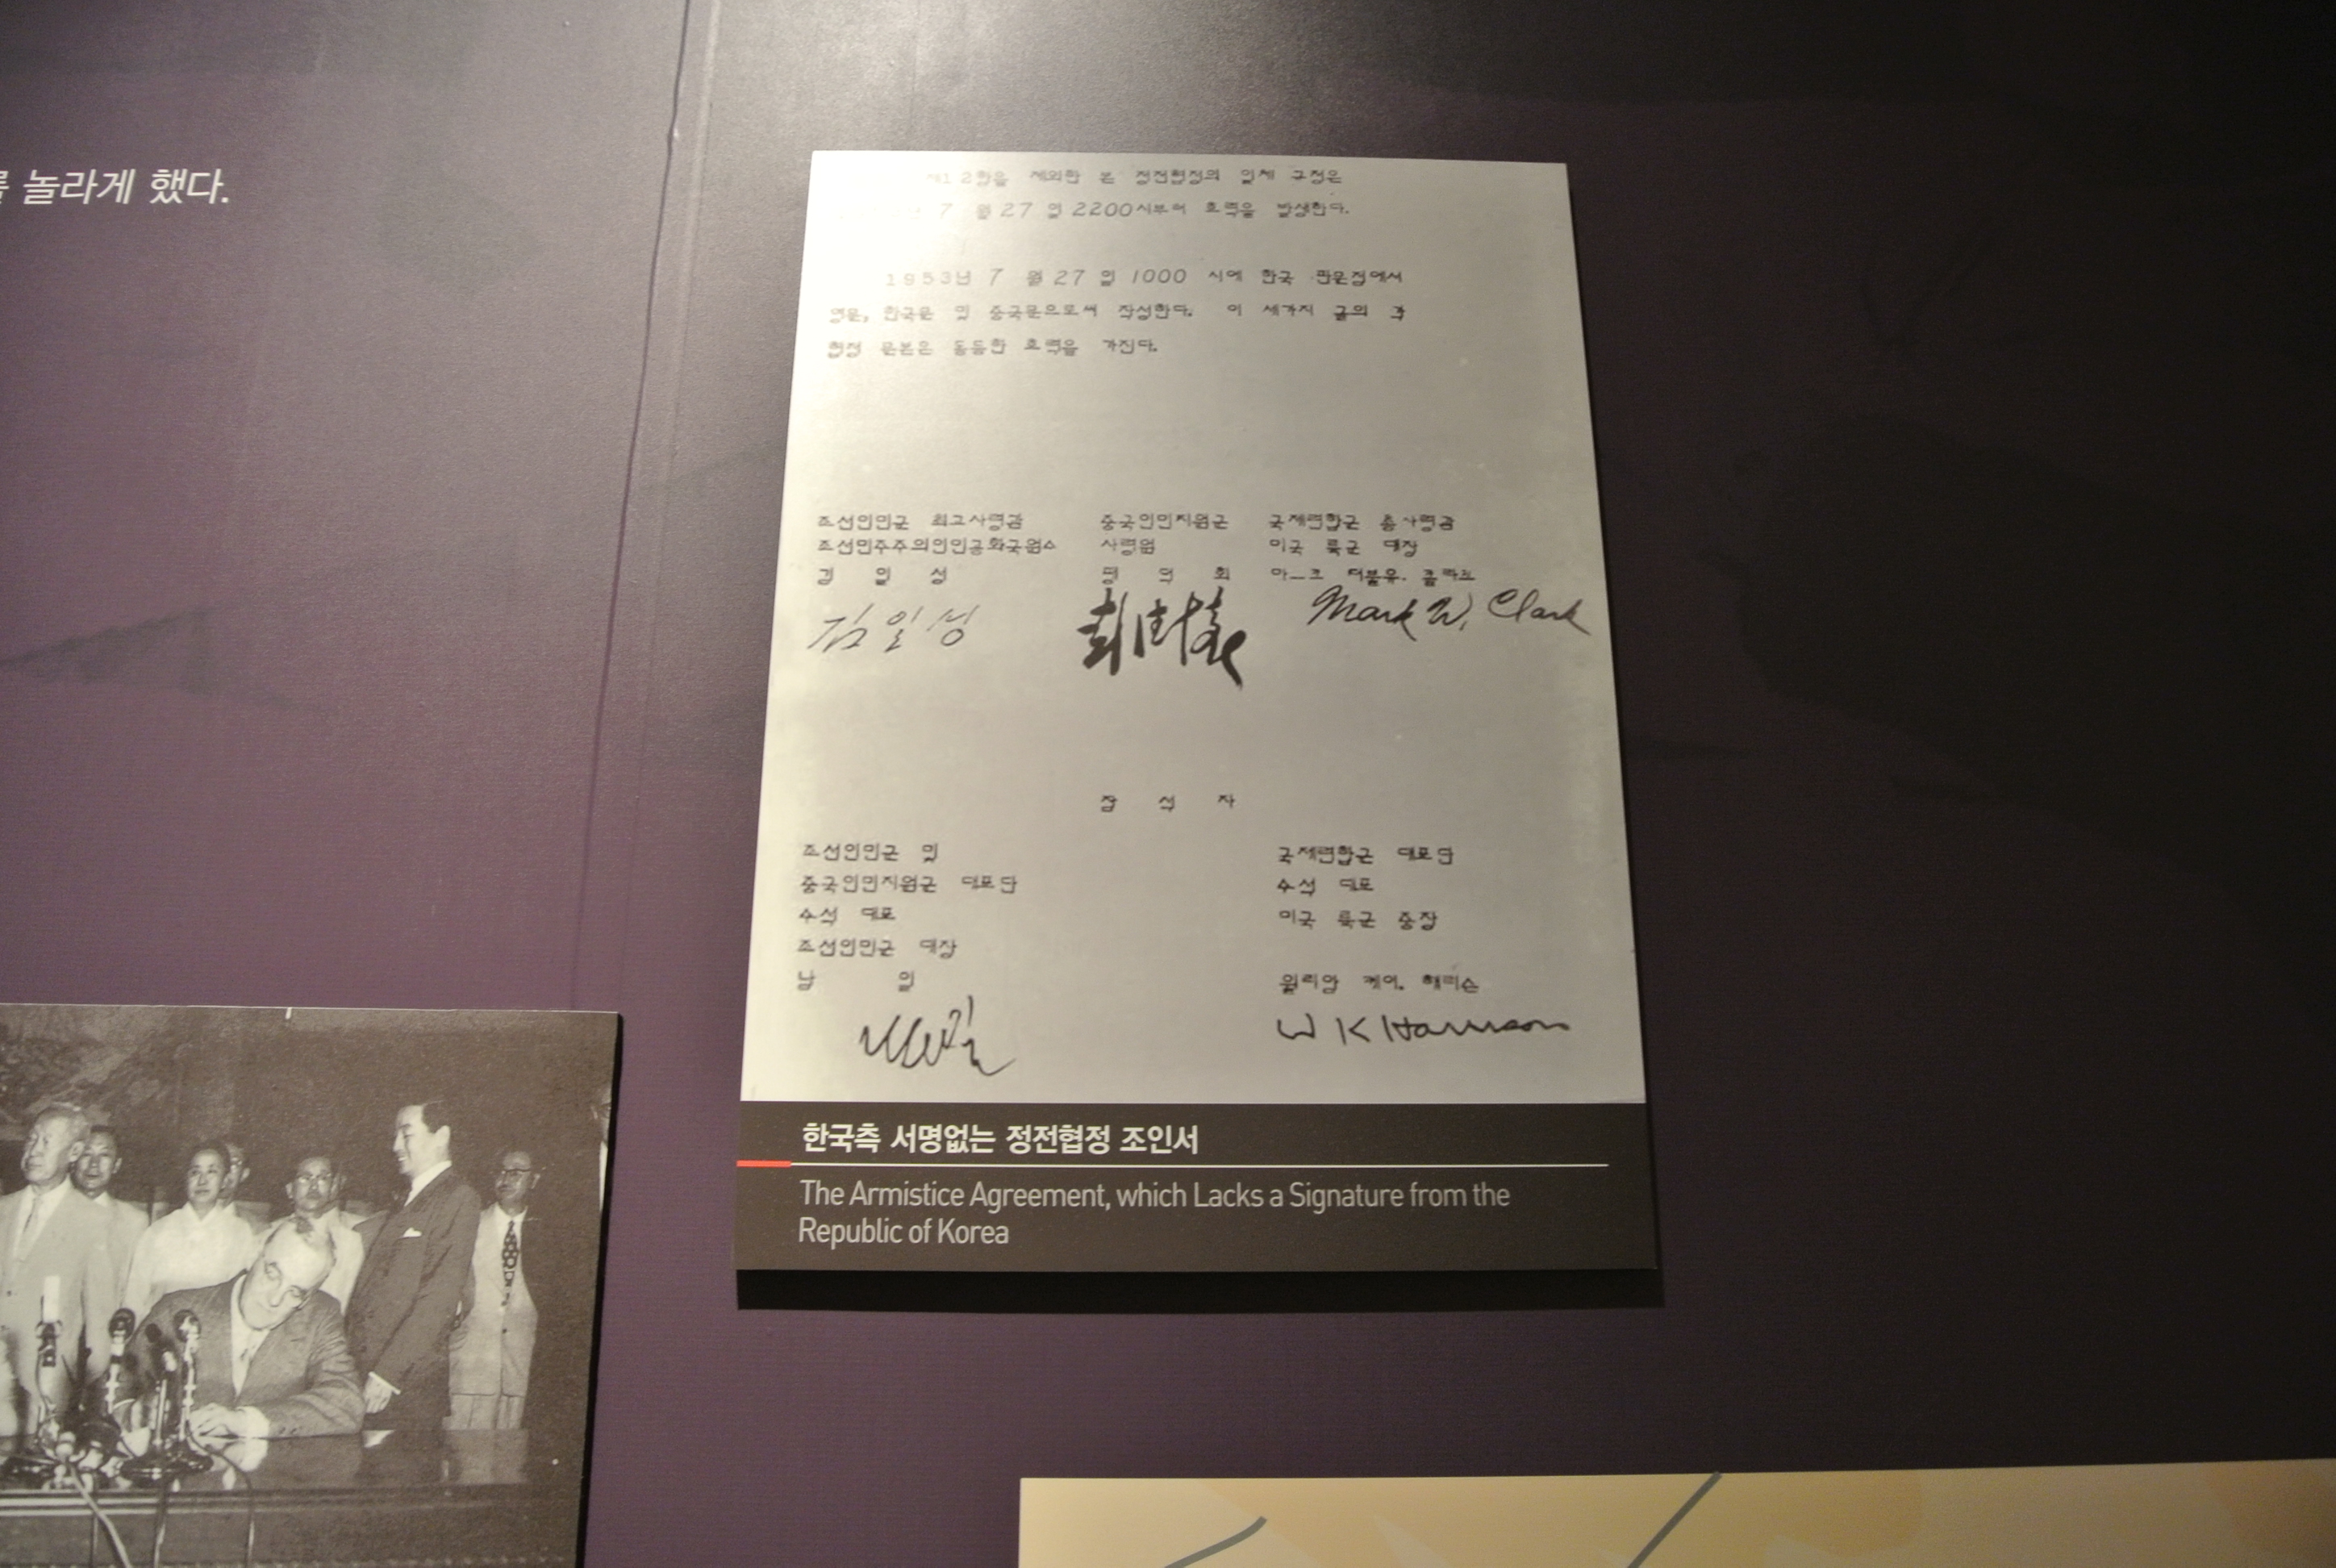 놀라게 했다.
제12항을 제외한 본 정전협정의 일체 규정은
7 월 27 일 2200시부터 효력을 발생한다.
1953년 7 월 27 일 1000 시에 한국 판문점에서
영문, 한국문 및 중국문으로써 작성한다. 이 세가지 글의 각
협정 문본은 동등한 효력을 가진다.
조선인민군 최고사령관 중국인민지원군 국제련합군 총사령관
조선민주주의인민공화국원수 사령원 미국 륙군 대장
김 일 성 팽 덕 회 마-크 더불유. 클라크
김일성 彭德懷 Mark W. Clark
참 석 자
조선인민군 및 국제련합군 대표단
중국인민지원군 대표단 수석 대표
수석 대표 미국 륙군 중장
조선인민군 대장
남 일 윌리암 케이. 해리슨
W K Harrison
한국측 서명없는 정전협정 조인서
The Armistice Agreement, which Lacks a Signature from the
Republic of Korea